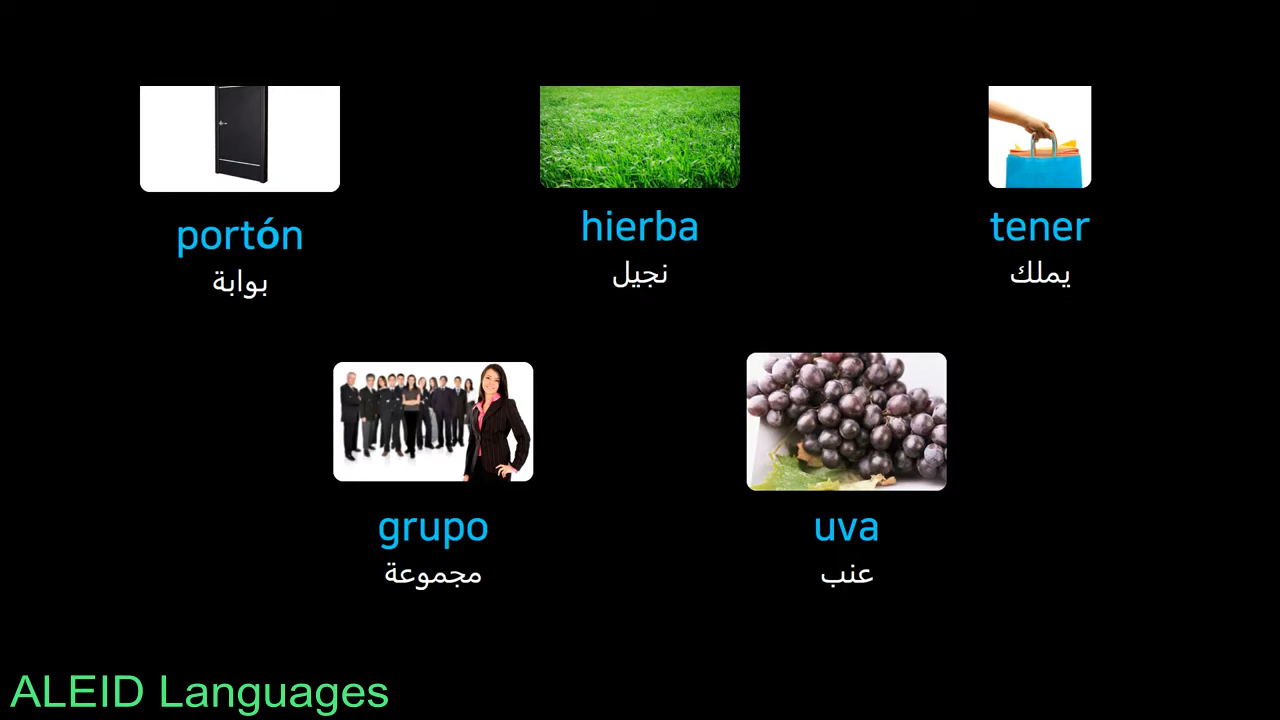 portón
بوابة
hierba
نجيل
tener
يملك
grupo
مجموعة
uva
عنب
ALEID Languages